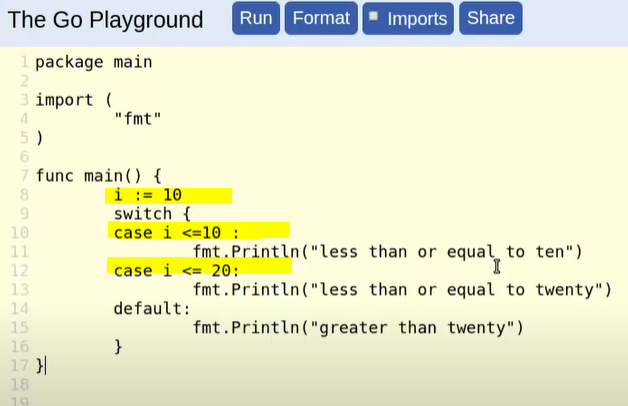 The Go Playground Run Format Imports Share
1 package main
2
3 import (
4 "fmt"
5 )
6
7 func main() {
8 i := 10
9 switch {
10 case i <=10 :
11 fmt.Println("less than or equal to ten")
12 case i <= 20:
13 fmt.Println("less than or equal to twenty")
14 default:
15 fmt.Println("greater than twenty")
16 }
17 }
18
19